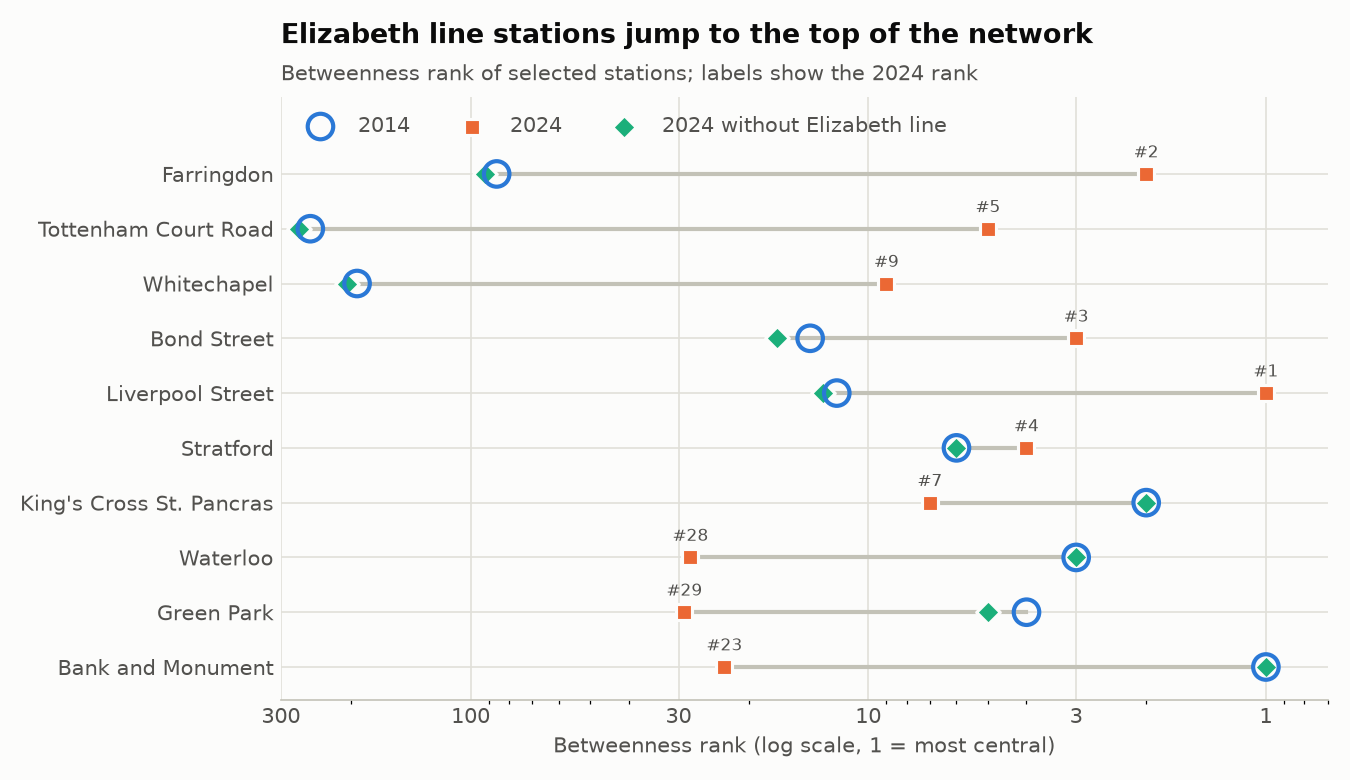 Elizabeth line stations jump to the top of the network
Betweenness rank of selected stations; labels show the 2024 rank
2014 2024 2024 without Elizabeth line
Farringdon #2
Tottenham Court Road #5
Whitechapel #9
Bond Street #3
Liverpool Street #1
Stratford #4
King's Cross St. Pancras #7
Waterloo #28
Green Park #29
Bank and Monument #23
300 100 30 10 3 1
Betweenness rank (log scale, 1 = most central)